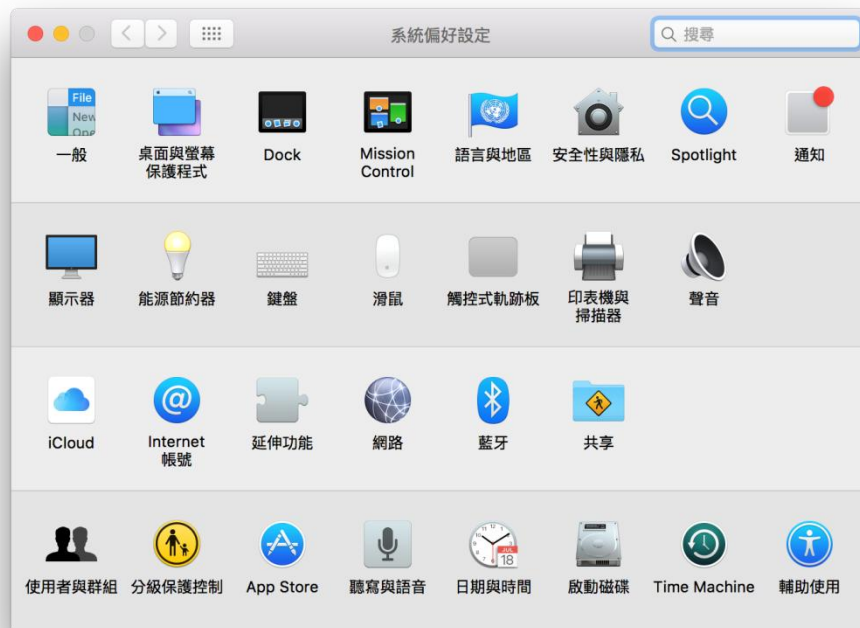 系統偏好設定
搜尋
File
New
Ope
一般
桌面與螢幕
保護程式
Dock
Mission
Control
語言與地區
安全性與隱私
Spotlight
通知
顯示器
能源節約器
鍵盤
滑鼠
觸控式軌跡板
印表機與
掃描器
聲音
iCloud
@
Internet
帳號
延伸功能
網路
藍牙
共享
使用者與群組
分級保護控制
App Store
聽寫與語音
JUL
18
日期與時間
啟動磁碟
Time Machine
輔助使用